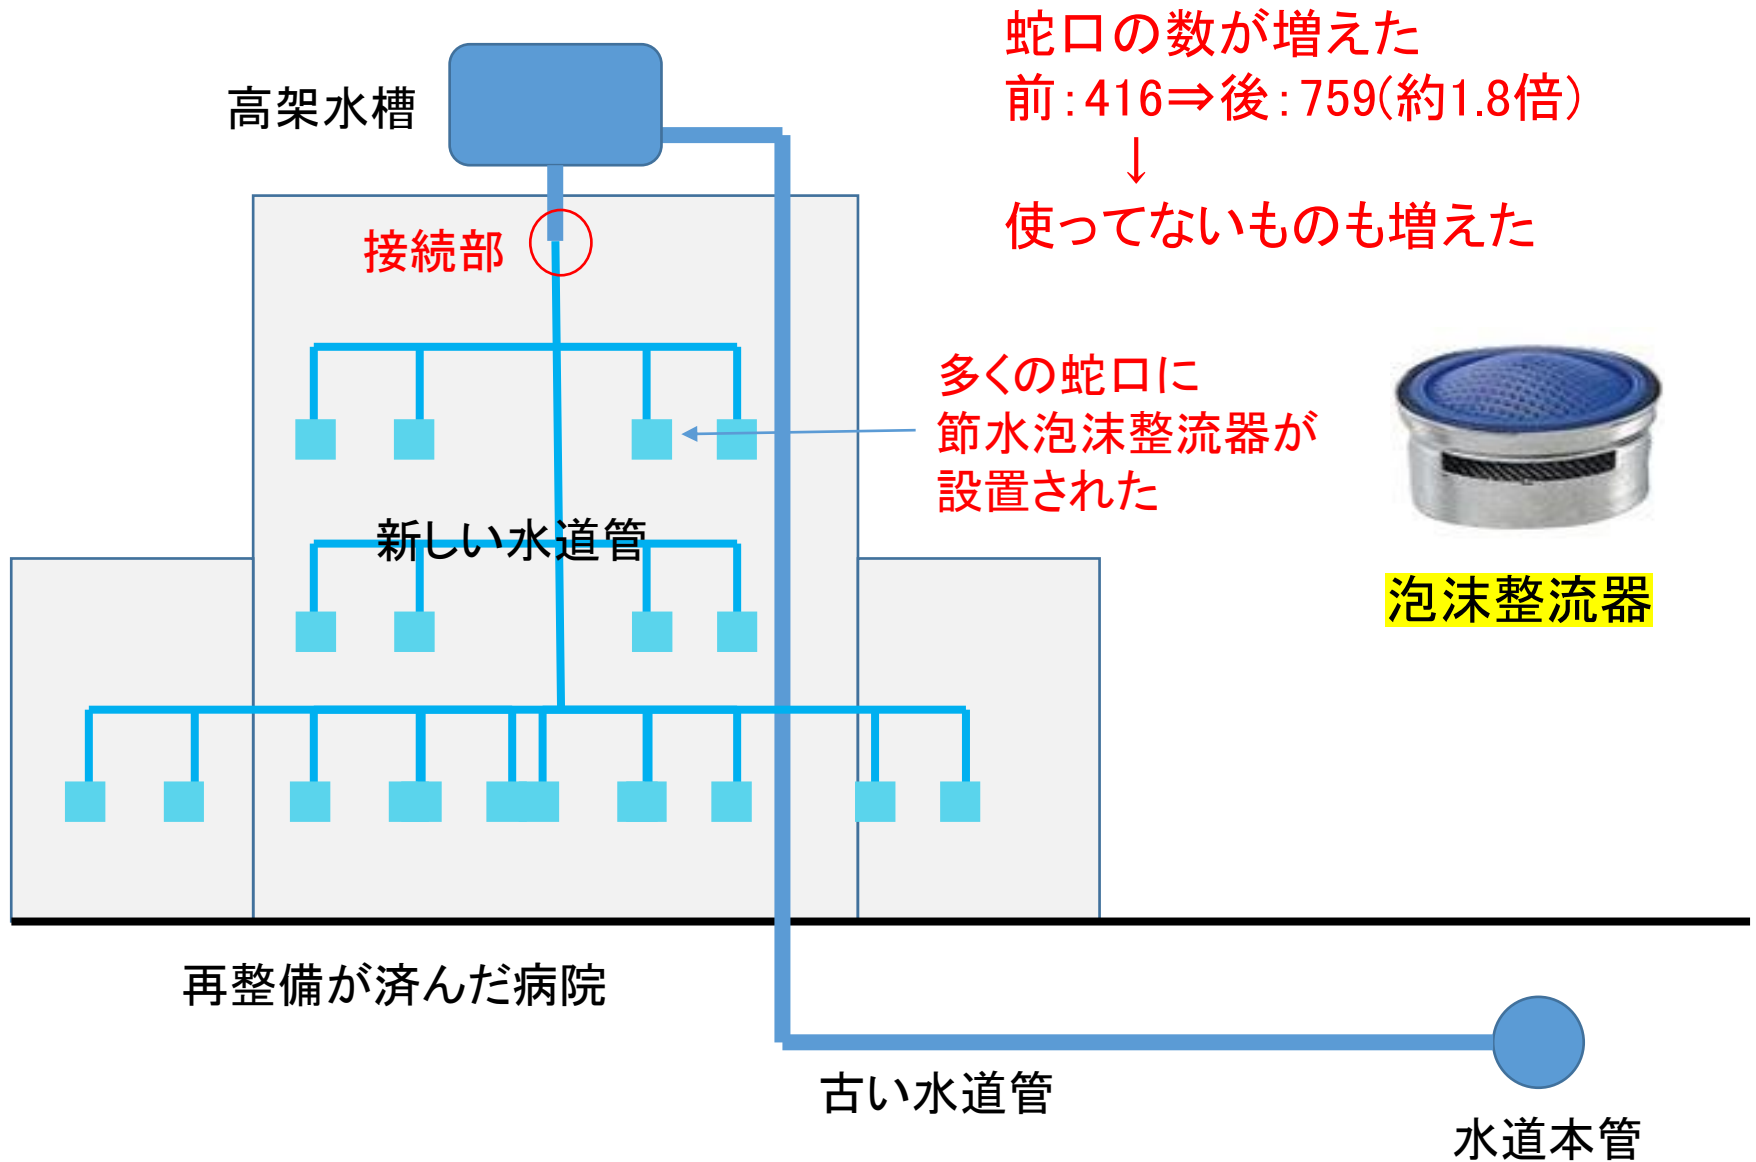 蛇口の数が増えた
前:416⇒後:759(約1.8倍)
↓
使ってないものも増えた
高架水槽
接続部
多くの蛇口に
節水泡沫整流器が
設置された
新しい水道管
泡沫整流器
再整備が済んだ病院
古い水道管
水道本管